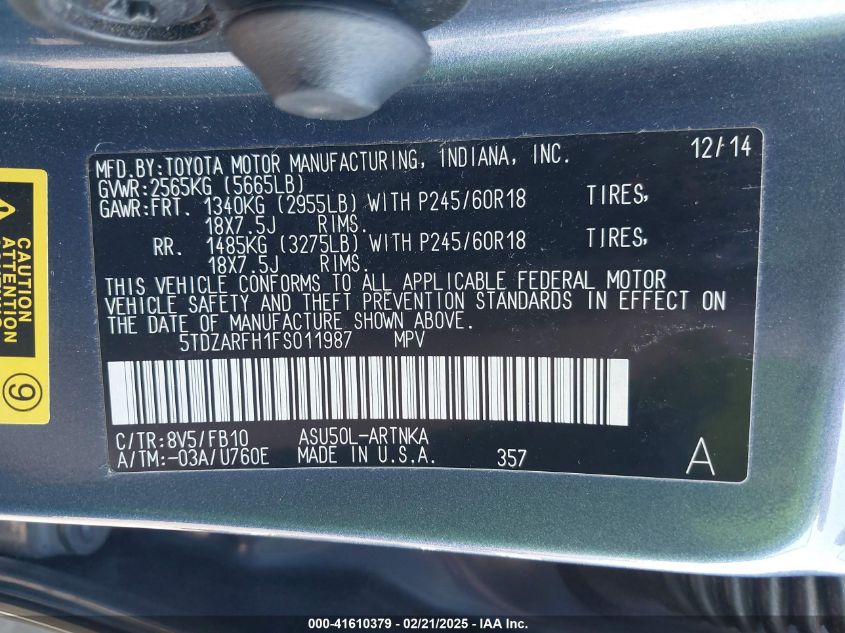 MFD.BY:TOYOTA MOTOR MANUFACTURING, INDIANA, INC. 12/14
GVWR:2565KG (5665LB)
GAWR:FRT. 1340KG (2955LB) WITH P245/60R18 TIRES,
18X7.5J RIMS.
RR. 1485KG (3275LB) WITH P245/60R18 TIRES,
18X7.5J RIMS.
THIS VEHICLE CONFORMS TO ALL APPLICABLE FEDERAL MOTOR
VEHICLE SAFETY AND THEFT PREVENTION STANDARDS IN EFFECT ON
THE DATE OF MANUFACTURE SHOWN ABOVE.
5TDZARFH1FS011987 MPV
C/TR:8V5/FB10 ASU50L-ARTNKA
A/TM:-03A/U760E MADE IN U.S.A. 357 A
CAUTION
ATTENTION
9
000-41610379 - 02/21/2025 - IAA Inc.